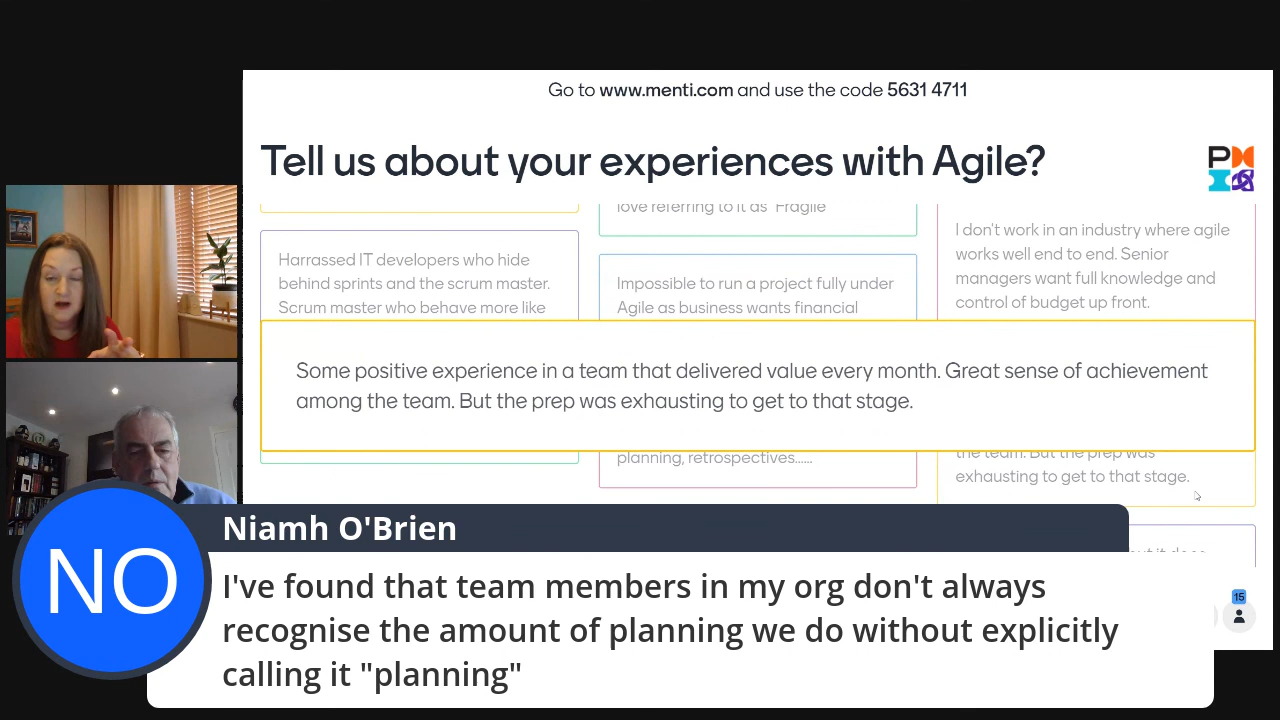 Go to www.menti.com and use the code 5631 4711
Tell us about your experiences with Agile?
PM
love referring to it as "Fragile"
Harrassed IT developers who hide
behind sprints and the scrum master.
Scrum master who behave more like
Impossible to run a project fully under
Agile as business wants financial
I don't work in an industry where agile
works well end to end. Senior
managers want full knowledge and
control of budget up front.
Some positive experience in a team that delivered value every month. Great sense of achievement
among the team. But the prep was exhausting to get to that stage.
planning, retrospectives......
the team. But the prep was
exhausting to get to that stage.
15
NO
Niamh O'Brien
I've found that team members in my org don't always
recognise the amount of planning we do without explicitly
calling it "planning"